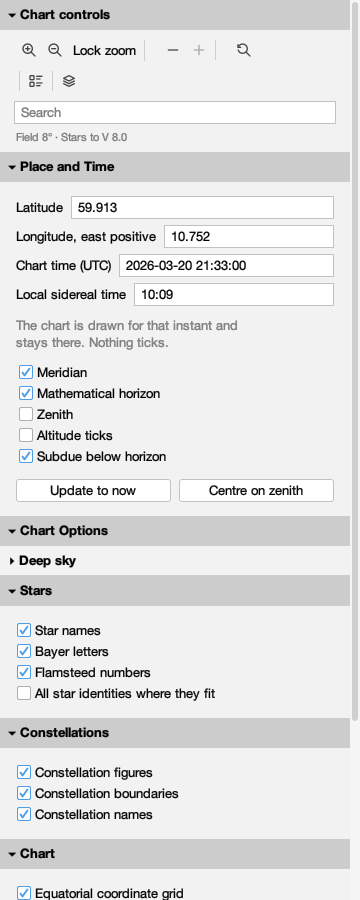 Chart controls
Lock zoom
Search
Field 8° · Stars to V 8.0
Place and Time
Latitude 59.913
Longitude, east positive 10.752
Chart time (UTC) 2026-03-20 21:33:00
Local sidereal time 10:09
The chart is drawn for that instant and
stays there. Nothing ticks.
Meridian
Mathematical horizon
Zenith
Altitude ticks
Subdue below horizon
Update to now Centre on zenith
Chart Options
Deep sky
Stars
Star names
Bayer letters
Flamsteed numbers
All star identities where they fit
Constellations
Constellation figures
Constellation boundaries
Constellation names
Chart
Equatorial coordinate grid